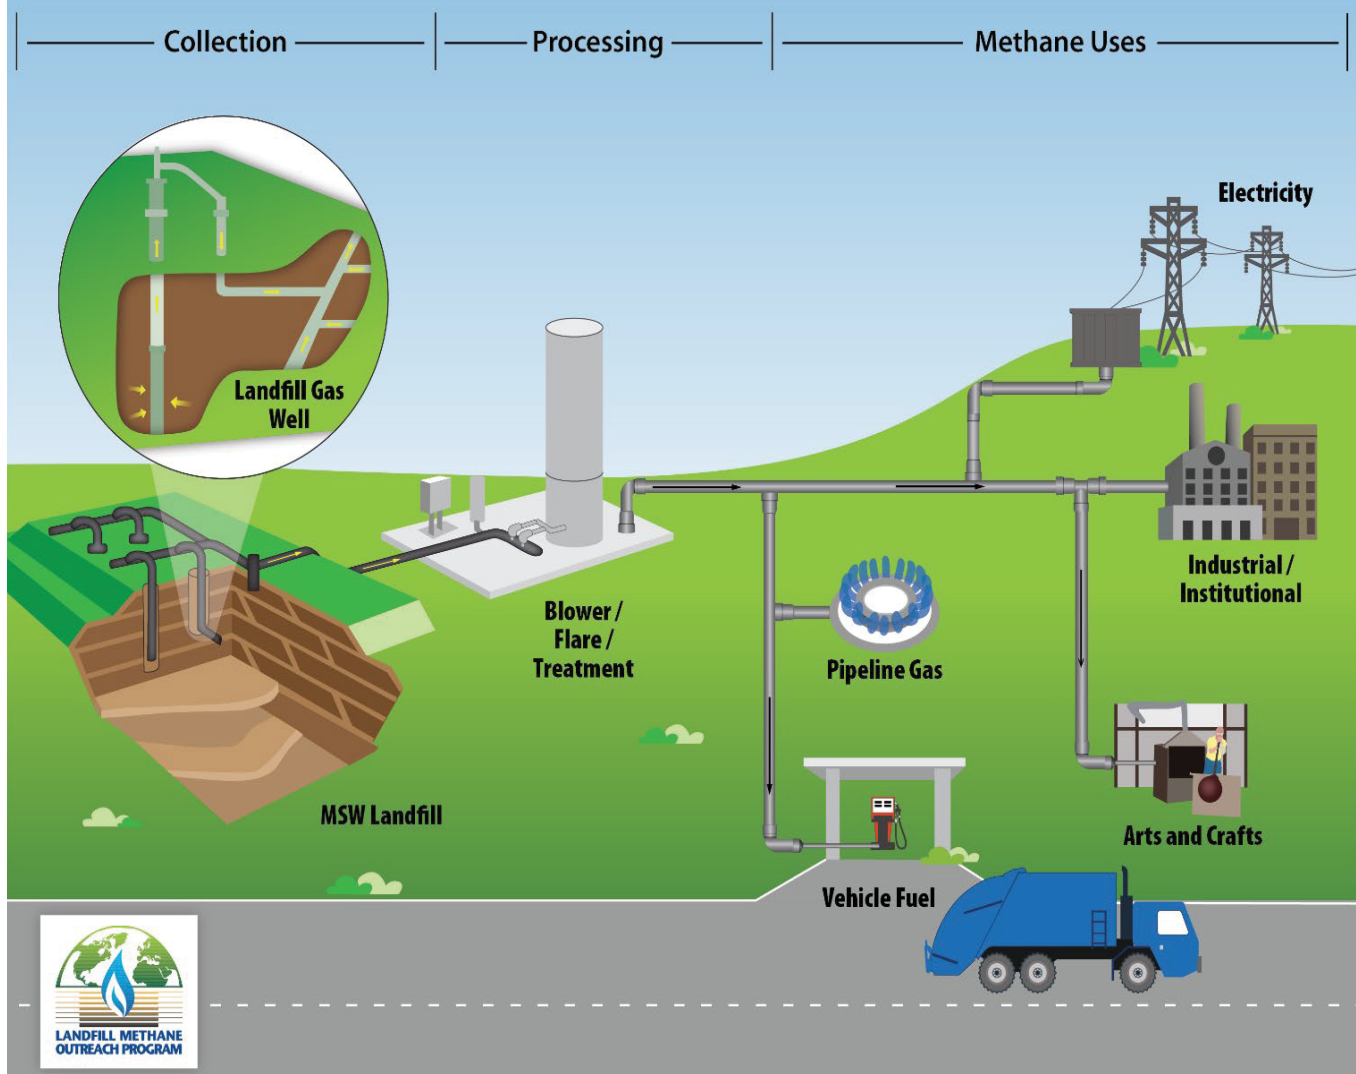 Collection
Processing
Methane Uses
Electricity
Landfill Gas
Well
Industrial /
Institutional
Blower /
Flare /
Treatment
Pipeline Gas
MSW Landfill
Arts and Crafts
Vehicle Fuel
LANDFILL METHANE
OUTREACH PROGRAM